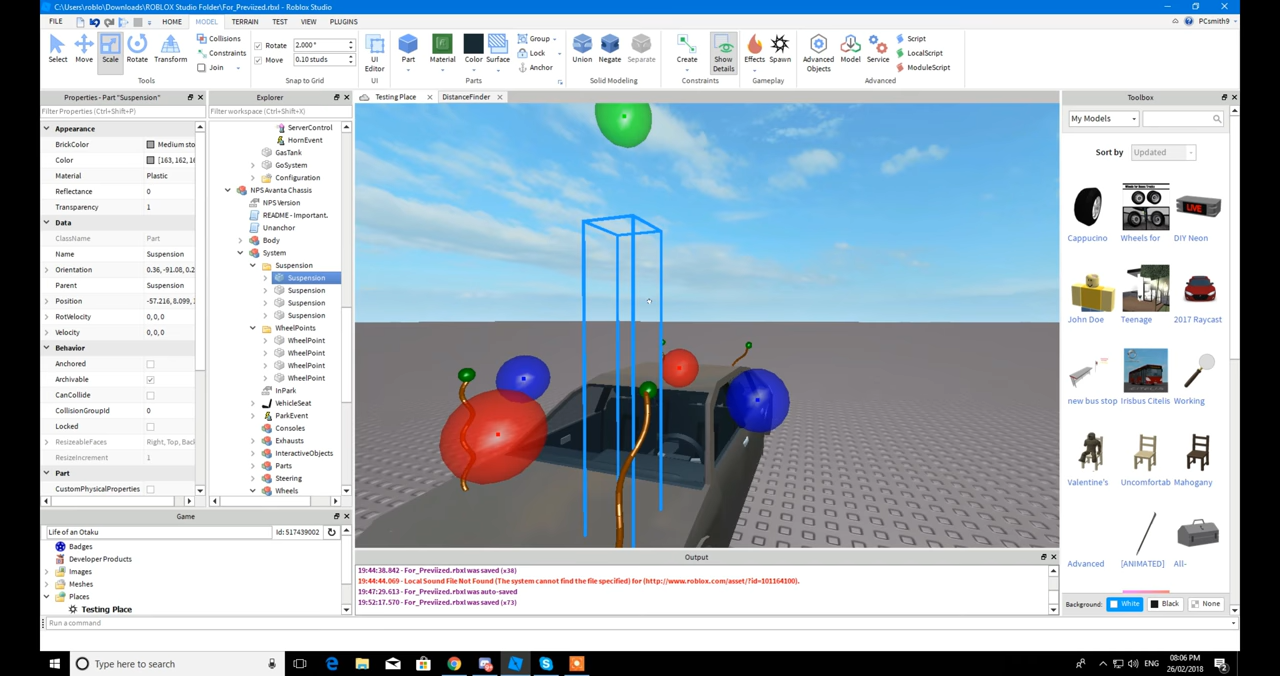 C:\Users\roblo\Downloads\ROBLOX Studio Folder\For_Previized.rbxl - Roblox Studio
FILE HOME MODEL TERRAIN TEST VIEW PLUGINS PCsmith9
Select Move Scale Rotate Transform
Collisions
Constraints
Join
Tools
Rotate 2.000°
Move 0.10 studs
Snap to Grid
UI Editor
UI
Part Material Color Surface
Group
Lock
Anchor
Parts
Union Negate Separate
Solid Modeling
Create Show Details
Constraints
Effects Spawn
Gameplay
Advanced Objects Model Service
Script
LocalScript
ModuleScript
Advanced
Properties - Part "Suspension"
Filter Properties (Ctrl+Shift+P)
Appearance
BrickColor Medium sto
Color [163, 162, 16
Material Plastic
Reflectance 0
Transparency 1
Data
ClassName Part
Name Suspension
Orientation 0.36, -91.08, 0.2
Parent Suspension
Position -57.216, 8.099,
RotVelocity 0, 0, 0
Velocity 0, 0, 0
Behavior
Anchored
Archivable
CanCollide
CollisionGroupId 0
Locked
ResizeableFaces Right, Top, Back
ResizeIncrement 1
Part
CustomPhysicalProperties
Explorer
Filter workspace (Ctrl+Shift+X)
ServerControl
HornEvent
GasTank
GoSystem
Configuration
NPS Avanta Chassis
NPS Version
README - Important.
Unanchor
Body
System
Suspension
Suspension
Suspension
Suspension
Suspension
WheelPoints
WheelPoint
WheelPoint
WheelPoint
WheelPoint
InPark
VehicleSeat
ParkEvent
Consoles
Exhausts
InteractiveObjects
Parts
Steering
Wheels
Testing Place DistanceFinder
Toolbox
My Models
Sort by Updated
LIVE
Cappucino Wheels for DIY Neon
John Doe Teenage 2017 Raycast
new bus stop Irisbus Citelis Working
Valentine's Uncomfortab Mahogany
Advanced [ANIMATED] All-
Background: White Black None
Game
Life of an Otaku Id: 517439002
Badges
Developer Products
Images
Meshes
Places
Testing Place
Output
19:44:38.842 - For_Previized.rbxl was saved (x38)
19:44:44.069 - Local Sound File Not Found (The system cannot find the file specified) for (http://www.roblox.com/asset/?id=101164100).
19:47:29.613 - For_Previized.rbxl was auto-saved
19:52:17.570 - For_Previized.rbxl was saved (x73)
Run a command
Type here to search
ENG
08:06 PM
26/02/2018
2